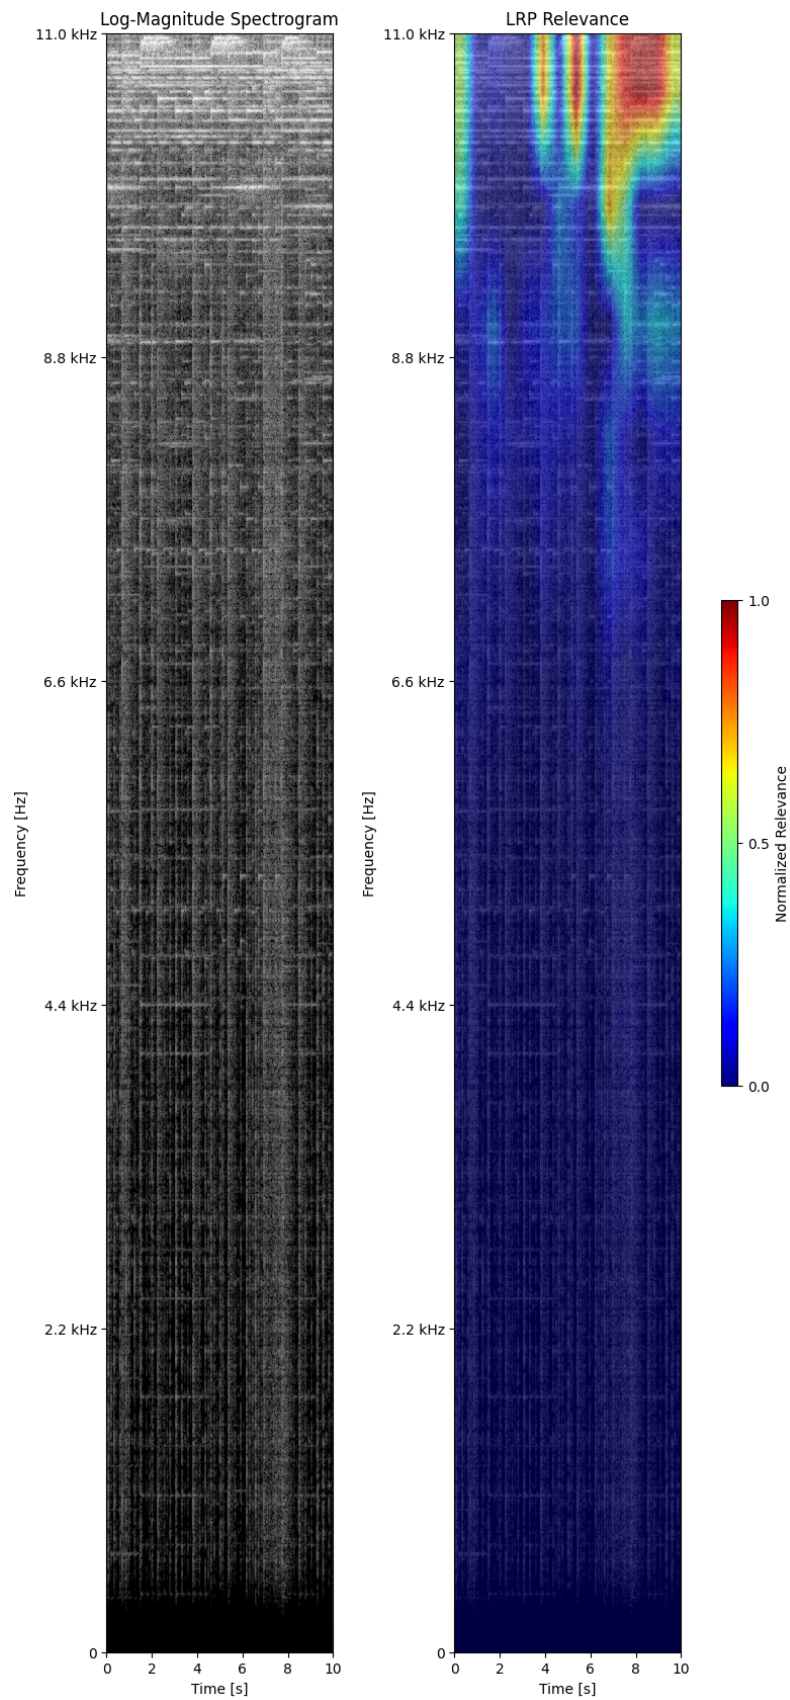 Log-Magnitude Spectrogram
LRP Relevance
11.0 kHz
8.8 kHz
6.6 kHz
4.4 kHz
2.2 kHz
0
Frequency [Hz]
0 2 4 6 8 10
Time [s]
11.0 kHz
8.8 kHz
6.6 kHz
4.4 kHz
2.2 kHz
0
Frequency [Hz]
0 2 4 6 8 10
Time [s]
1.0
0.5
0.0
Normalized Relevance